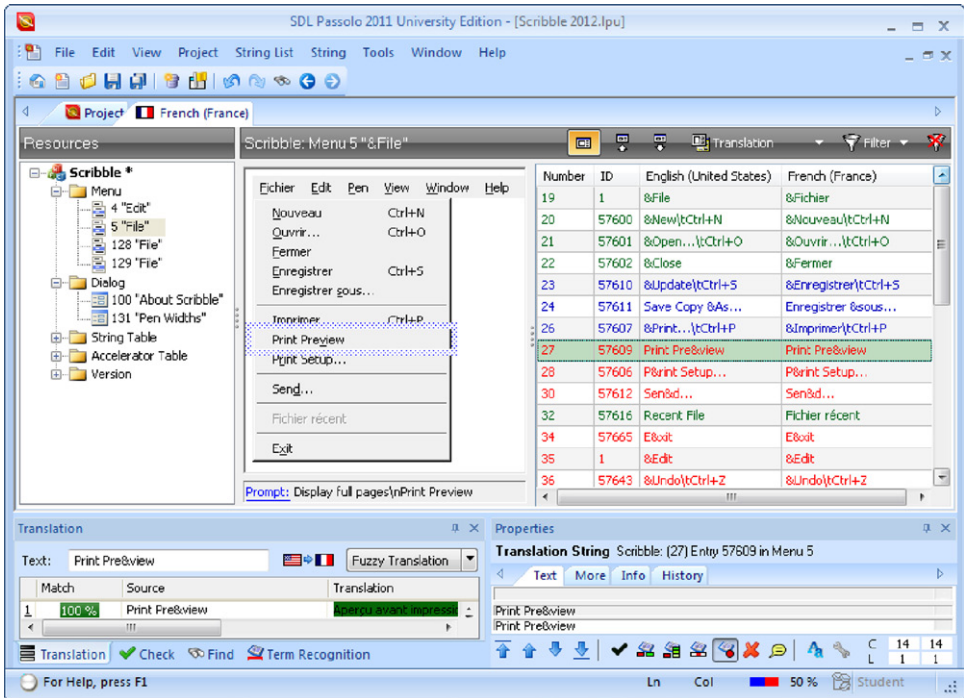 SDL Passolo 2011 University Edition - [Scribble 2012.lpu]
File Edit View Project String List String Tools Window Help
Project French (France)
Resources
Scribble *
Menu
4 "Edit"
5 "File"
128 "File"
129 "File"
Dialog
100 "About Scribble"
131 "Pen Widths"
String Table
Accelerator Table
Version
Scribble: Menu 5 "&File"
Translation Filter
Fichier Edt Pen View Window Help
Nouveau Ctrl+N
Ouvrir... Ctrl+O
Fermer
Enregistrer Ctrl+S
Enregistrer sous...
Imprimer Ctrl+P
Print Preview
Print Setup...
Send...
Fichier récent
Exit
Prompt: Display full pages\nPrint Preview
Number ID English (United States) French (France)
19 1 &File &Fichier
20 57600 &New\tCtrl+N &Nouveau\tCtrl+N
21 57601 &Open...\tCtrl+O &Ouvrir...\tCtrl+O
22 57602 &Close &Fermer
23 57610 &Update\tCtrl+S &Enregistrer\tCtrl+S
24 57611 Save Copy &As... Enregistrer &sous...
26 57607 &Print...\tCtrl+P &Imprimer\tCtrl+P
27 57609 Print Pre&view Print Pre&view
28 57606 P&rint Setup... P&rint Setup...
30 57612 Sen&d... Sen&d...
32 57616 Recent File Fichier récent
34 57665 E&xit E&xit
35 1 &Edit &Edit
36 57643 &Undo\tCtrl+Z &Undo\tCtrl+Z
Translation
Text: Print Pre&view Fuzzy Translation
Match Source Translation
1 100 % Print Pre&view Aperçu avant impressic
Translation Check Find Term Recognition
Properties
Translation String Scribble: (27) Entry 57609 in Menu 5
Text More Info History
Print Pre&view
Print Pre&view
C 14 14
L 1 1
For Help, press F1
Ln Col 50 % Student